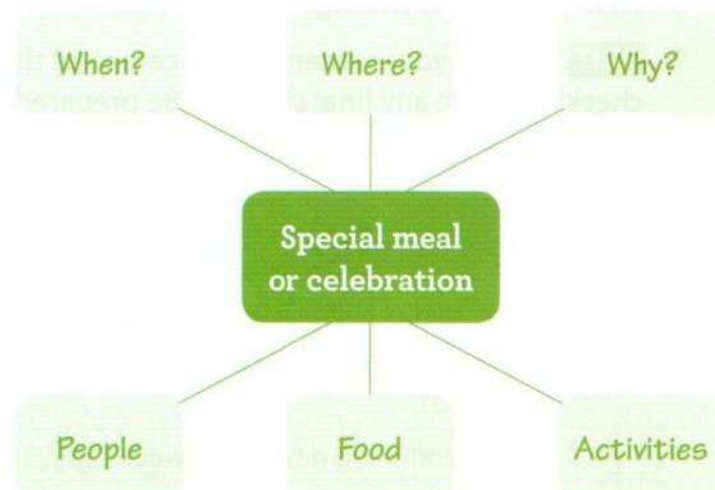 When?
Where?
Why?
Special meal
or celebration
People
Food
Activities